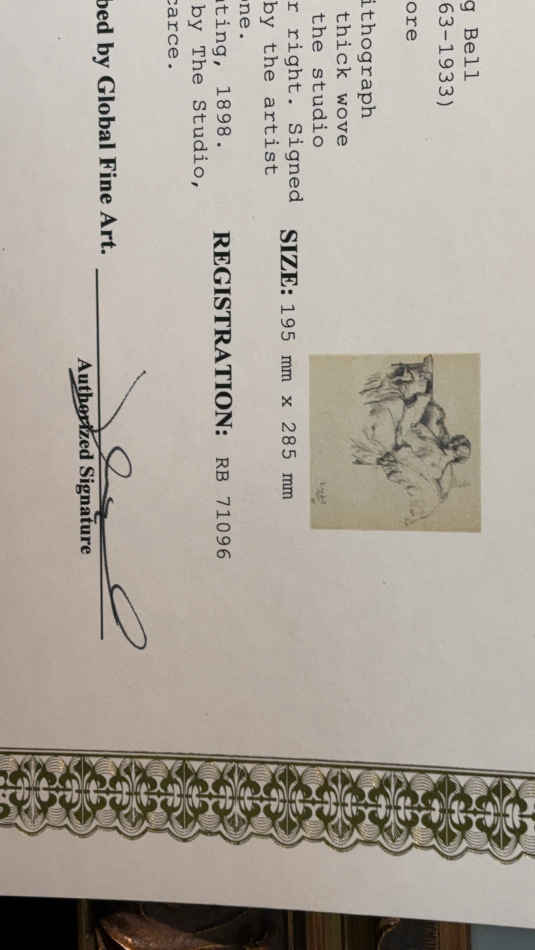 g Bell
63-1933)
ore
ithograph
thick wove
the studio
r right. Signed SIZE: 195 mm x 285 mm
by the artist
ne.
ting, 1898. REGISTRATION: RB 71096
by The Studio,
carce.
bed by Global Fine Art.
Authorized Signature